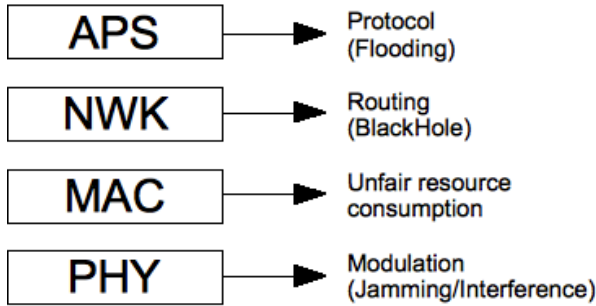 APS
Protocol
(Flooding)
NWK
Routing
(BlackHole)
MAC
Unfair resource
consumption
PHY
Modulation
(Jamming/Interference)